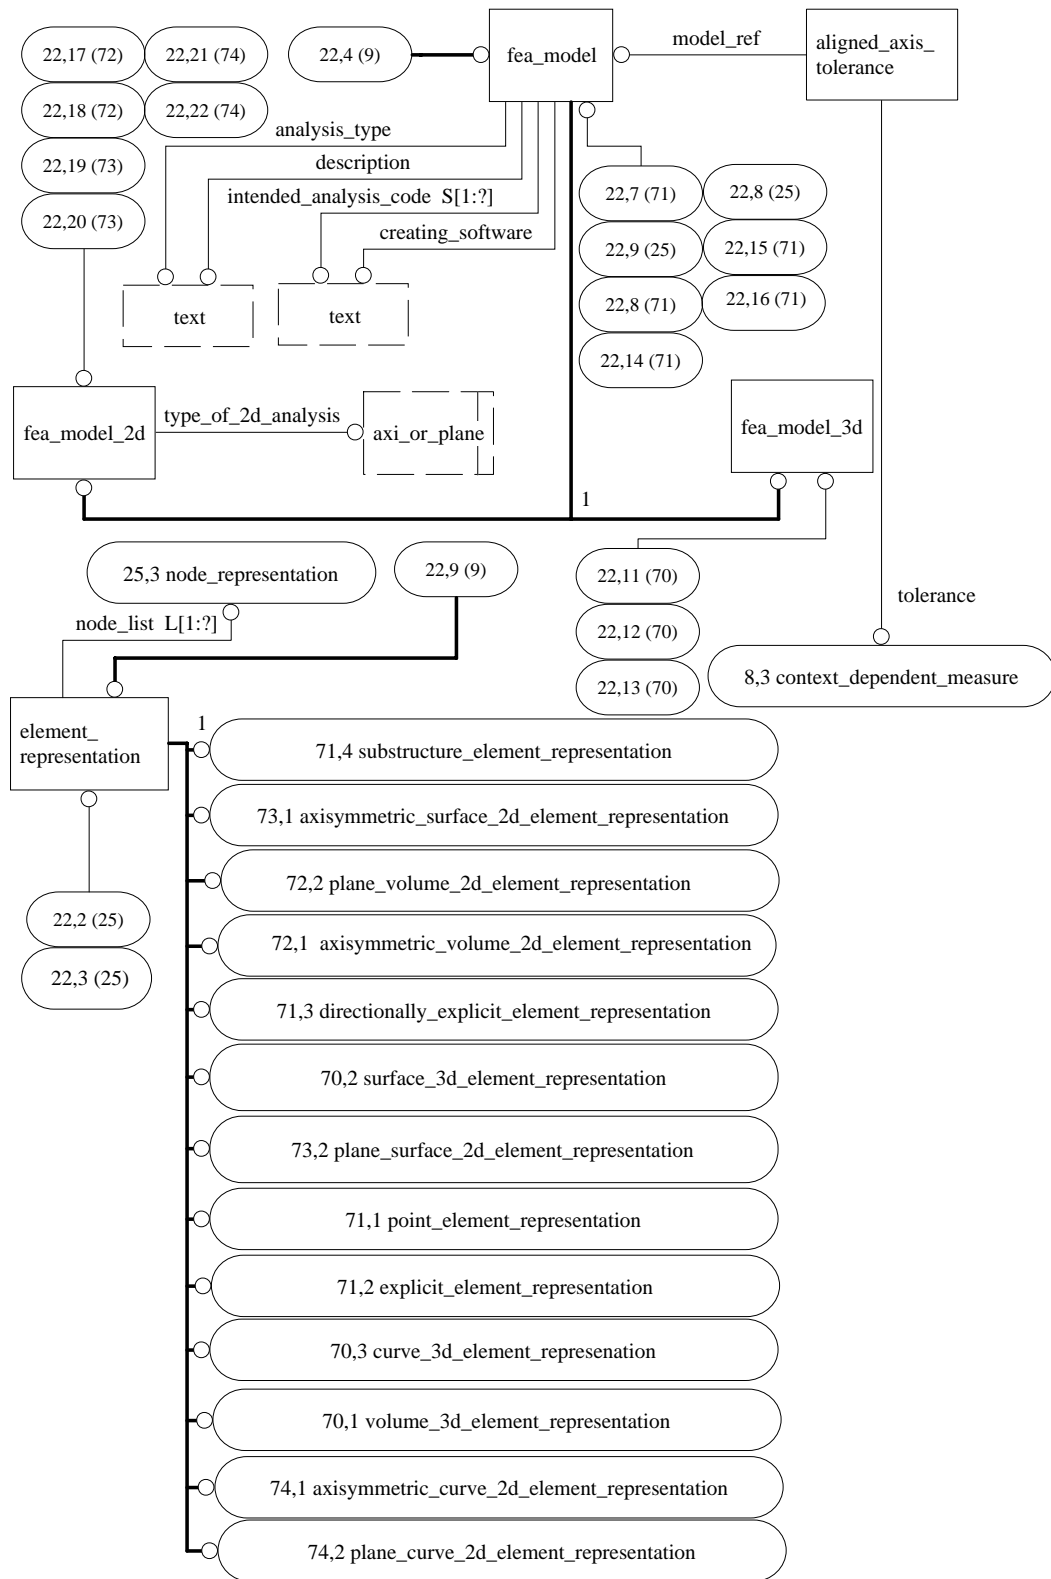 22,17 (72)
22,21 (74)
22,4 (9)
fea_model
model_ref
aligned_axis_
tolerance
22,18 (72)
22,22 (74)
22,19 (73)
22,20 (73)
analysis_type
description
intended_analysis_code S[1:?]
creating_software
22,7 (71)
22,8 (25)
22,9 (25)
22,15 (71)
22,8 (71)
22,16 (71)
22,14 (71)
text
text
fea_model_2d
type_of_2d_analysis
axi_or_plane
fea_model_3d
1
25,3 node_representation
22,9 (9)
22,11 (70)
22,12 (70)
22,13 (70)
tolerance
node_list L[1:?]
8,3 context_dependent_measure
element_
representation
1
71,4 substructure_element_representation
73,1 axisymmetric_surface_2d_element_representation
72,2 plane_volume_2d_element_representation
22,2 (25)
22,3 (25)
72,1 axisymmetric_volume_2d_element_representation
71,3 directionally_explicit_element_representation
70,2 surface_3d_element_representation
73,2 plane_surface_2d_element_representation
71,1 point_element_representation
71,2 explicit_element_representation
70,3 curve_3d_element_represenation
70,1 volume_3d_element_representation
74,1 axisymmetric_curve_2d_element_representation
74,2 plane_curve_2d_element_representation